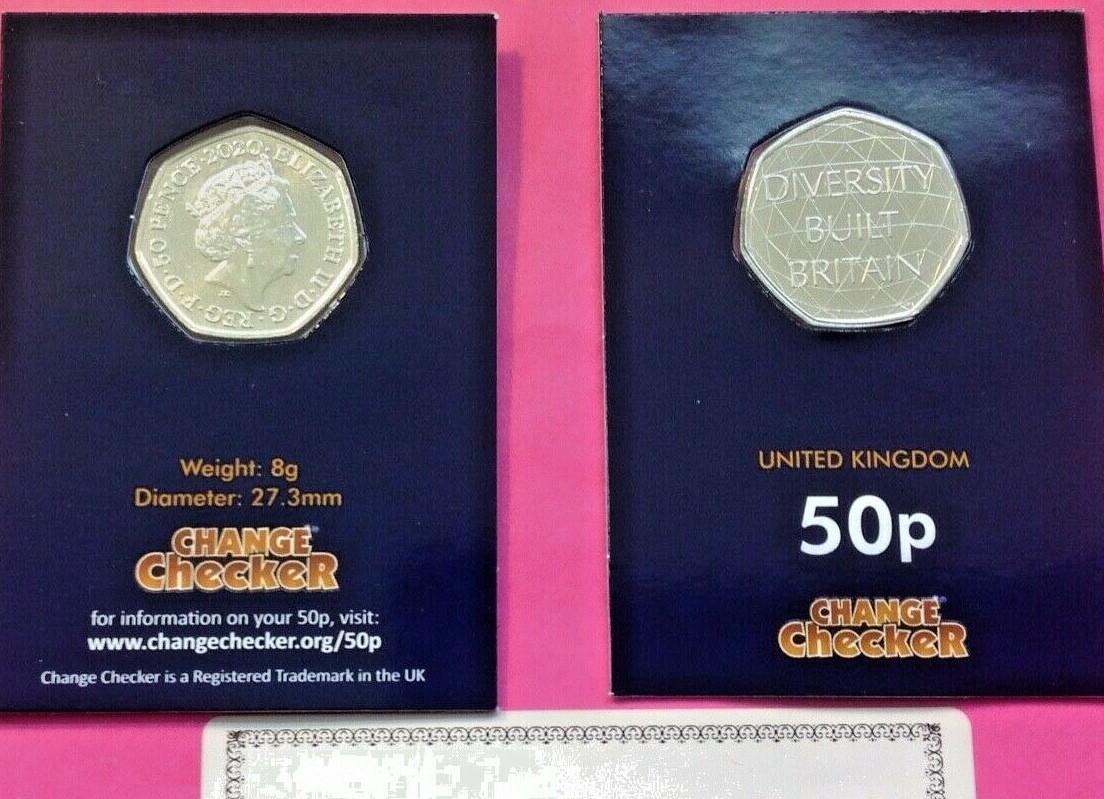 50 PENCE · 2020 · ELIZABETH II · D · G · REG · F · D ·
Weight: 8g
Diameter: 27.3mm
CHANGE
CheckeR
for information on your 50p, visit:
www.changechecker.org/50p
Change Checker is a Registered Trademark in the UK
DIVERSITY
BUILT
BRITAIN
UNITED KINGDOM
50p
CHANGE
CheckeR